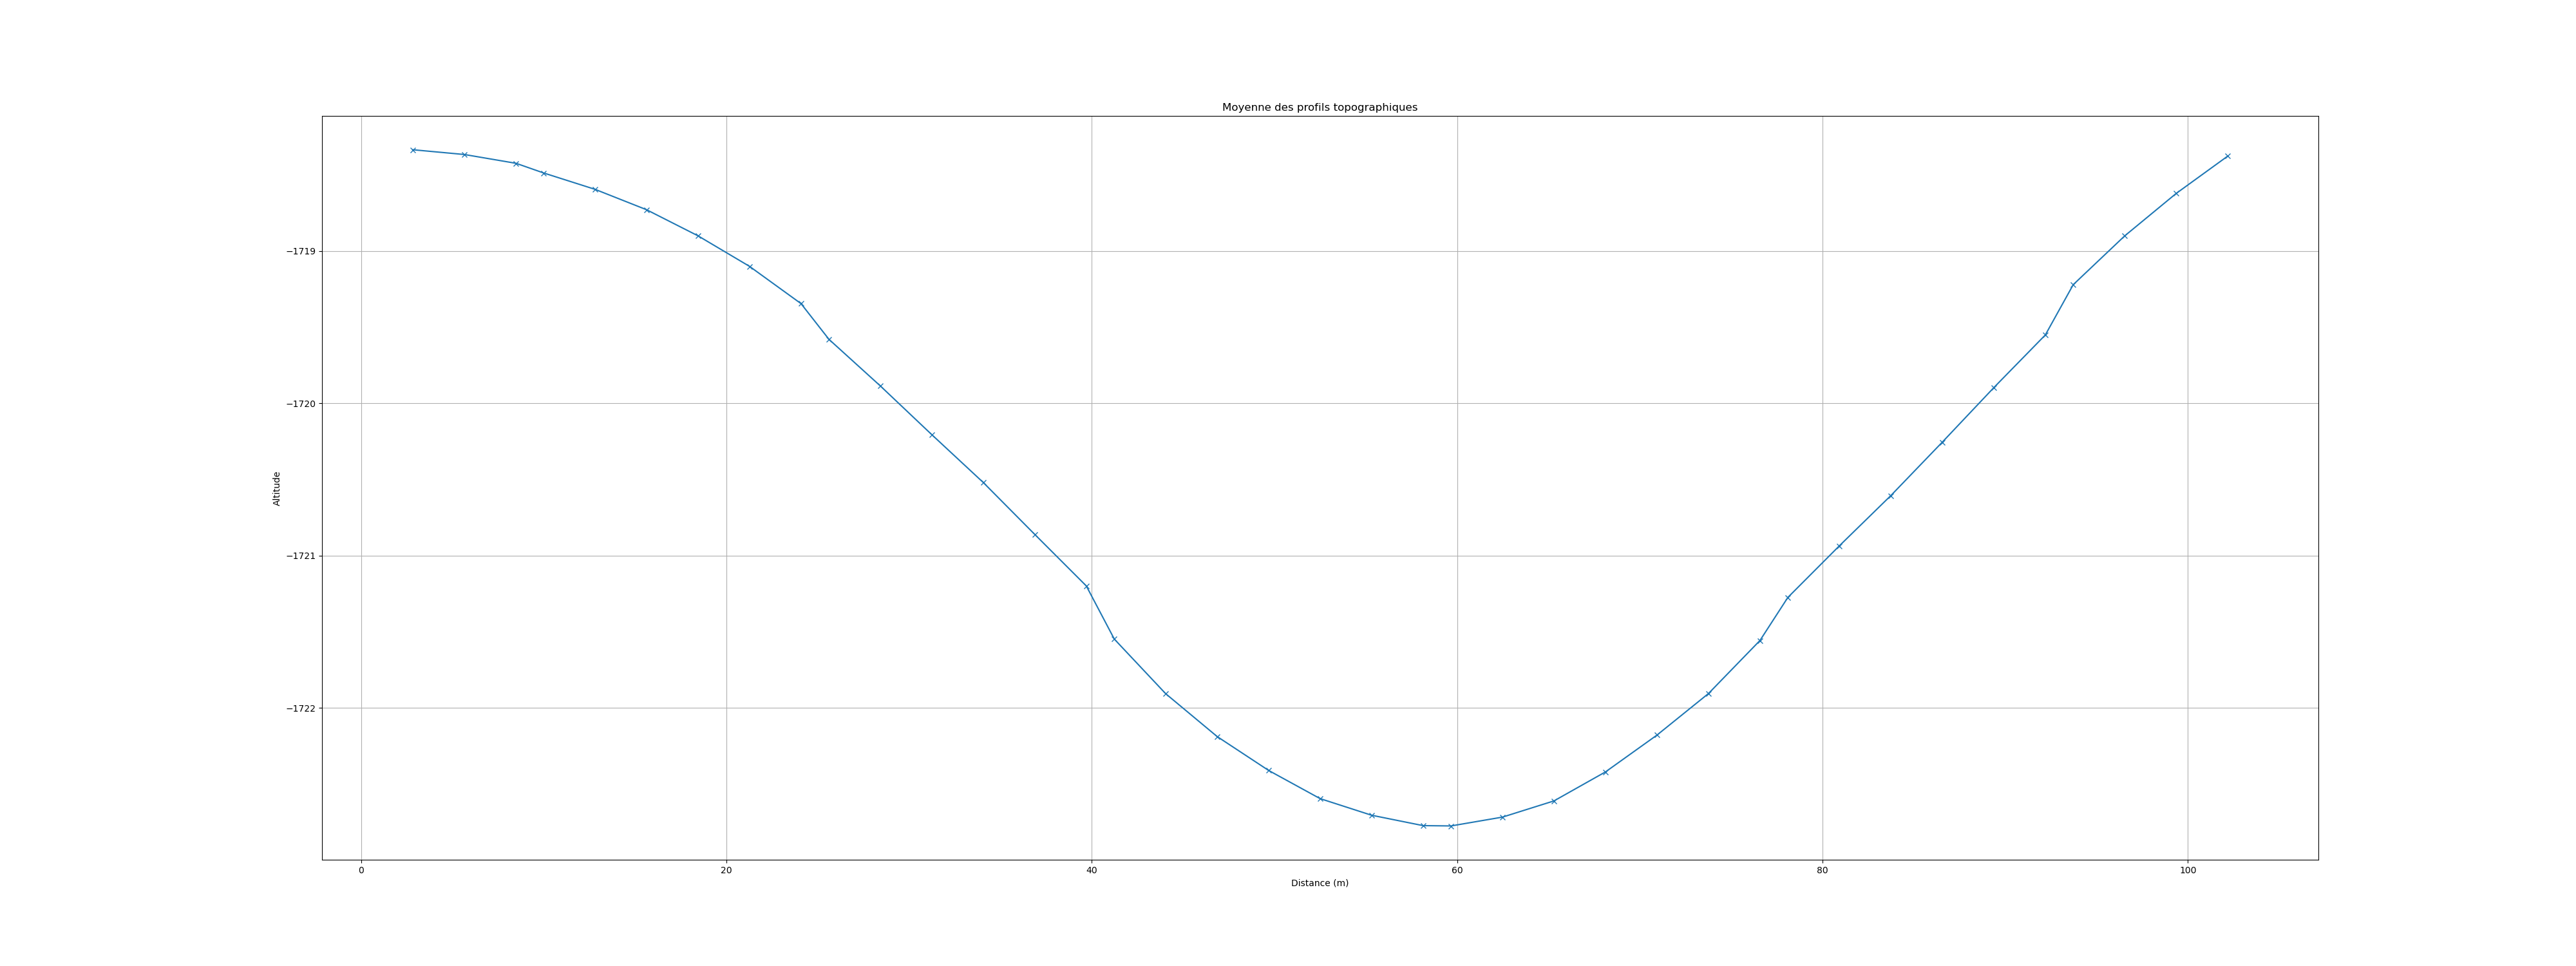 Moyenne des profils topographiques
−1719
−1720
−1721
−1722
Altitude
0 20 40 60 80 100
Distance (m)